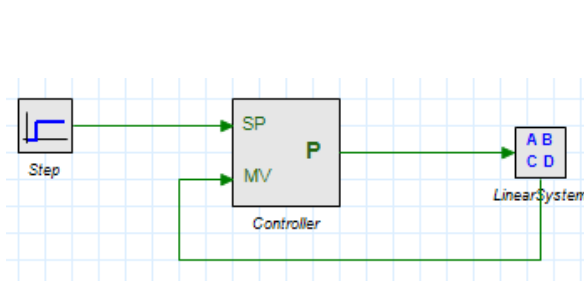 SP
P
A B
C D
Step
MV
LinearSystem
Controller